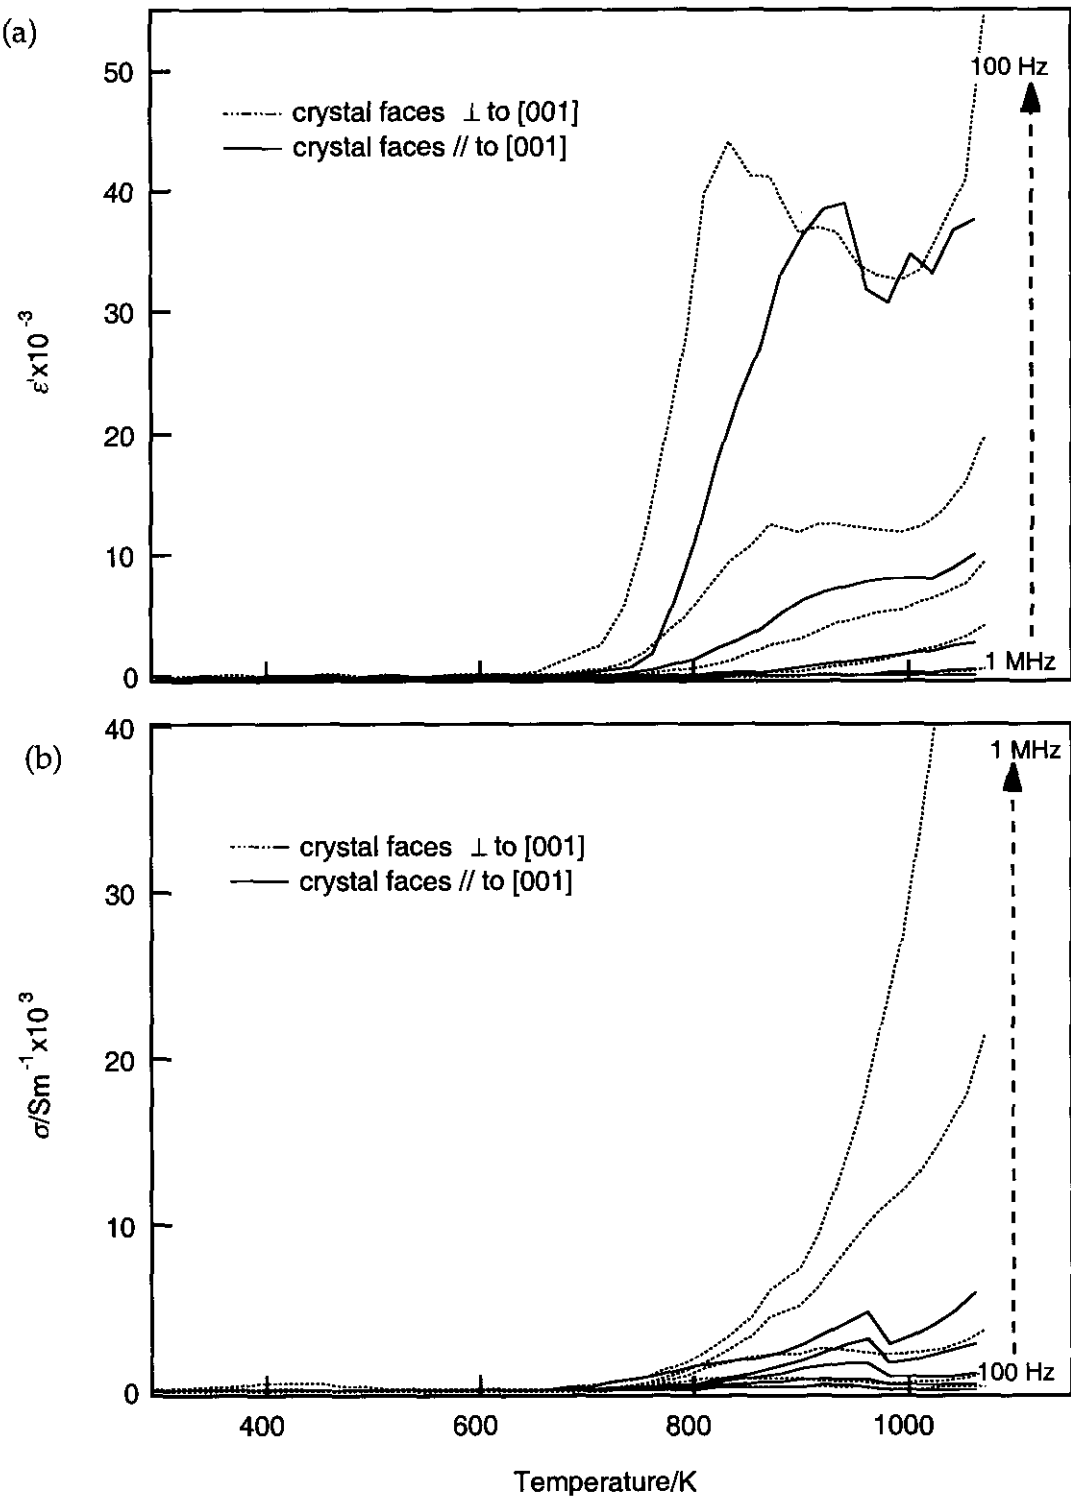 (a)
50
40
30
20
10
0
ε'x10⁻³
crystal faces ⊥ to [001]
crystal faces // to [001]
100 Hz
1 MHz
(b)
40
30
20
10
0
σ/Sm⁻¹x10³
crystal faces ⊥ to [001]
crystal faces // to [001]
1 MHz
100 Hz
400 600 800 1000
Temperature/K